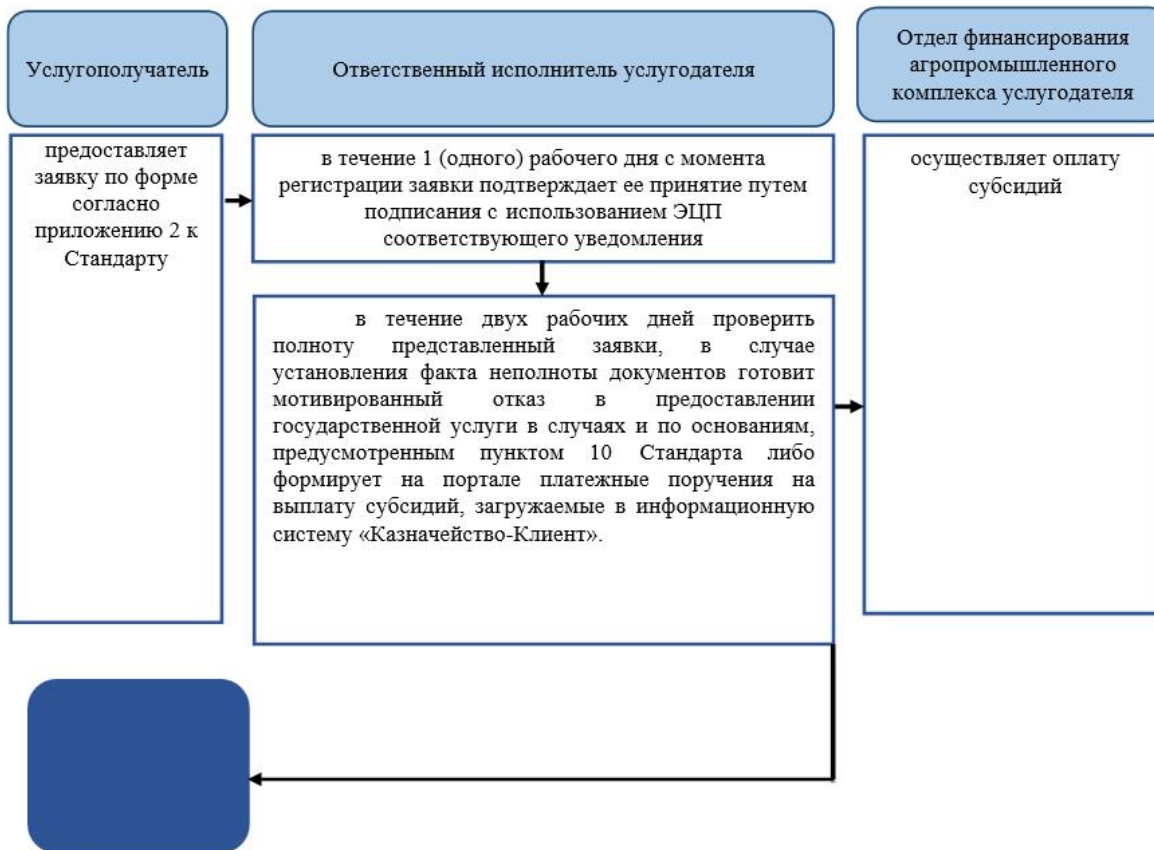 Услугополучатель
Ответственный исполнитель услугодателя
Отдел финансирования
агропромышленного
комплекса услугодателя
предоставляет
заявку по форме
согласно
приложению 2 к
Стандарту
в течение 1 (одного) рабочего дня с момента
регистрации заявки подтверждает ее принятие путем
подписания с использованием ЭЦП
соответствующего уведомления
в течение двух рабочих дней проверить
полноту представленный заявки, в случае
установления факта неполноты документов готовит
мотивированный отказ в предоставлении
государственной услуги в случаях и по основаниям,
предусмотренным пунктом 10 Стандарта либо
формирует на портале платежные поручения на
выплату субсидий, загружаемые в информационную
систему «Казначейство-Клиент».
осуществляет оплату
субсидий